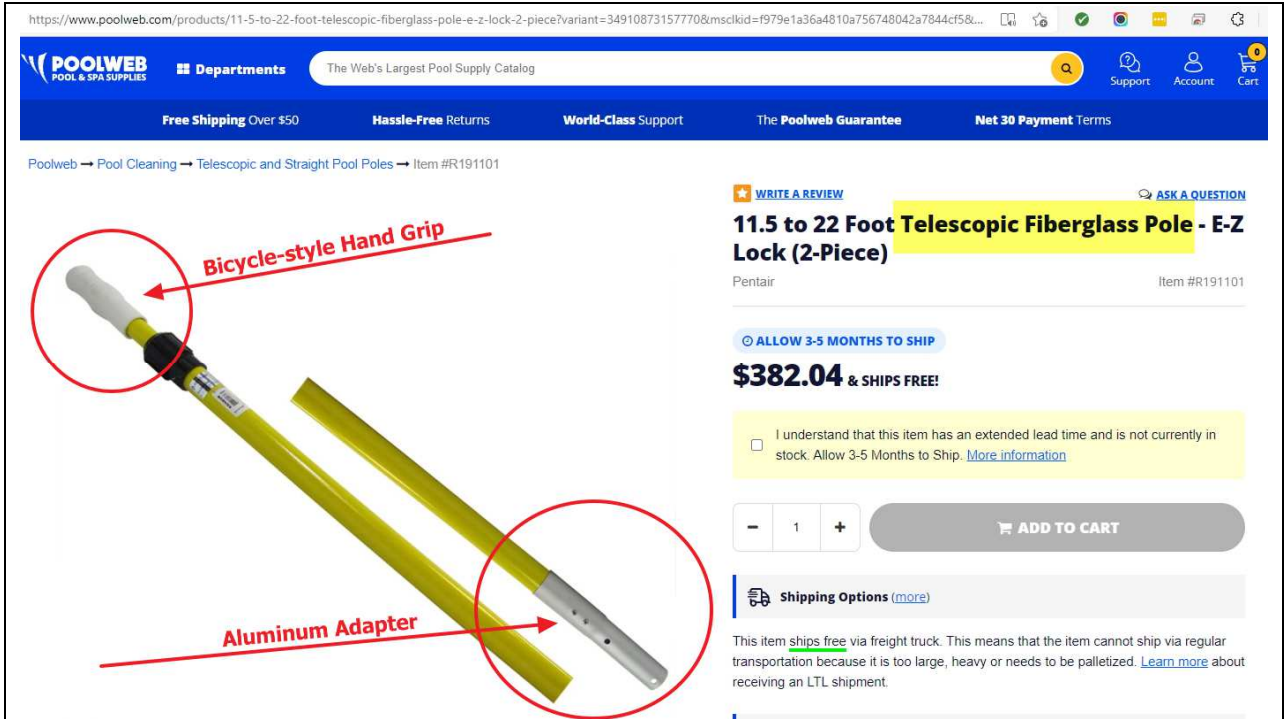 https://www.poolweb.com/products/11-5-to-22-foot-telescopic-fiberglass-pole-e-z-lock-2-piece?variant=34910873157770&msclkid=f979e1a36a4810a756748042a7844cf5&...
POOLWEB
POOL & SPA SUPPLIES
Departments
The Web's Largest Pool Supply Catalog
Support
Account
0
Cart
Free Shipping Over $50
Hassle-Free Returns
World-Class Support
The Poolweb Guarantee
Net 30 Payment Terms
Poolweb → Pool Cleaning → Telescopic and Straight Pool Poles → Item #R191101
Bicycle-style Hand Grip
Aluminum Adapter
WRITE A REVIEW
ASK A QUESTION
11.5 to 22 Foot Telescopic Fiberglass Pole - E-Z
Lock (2-Piece)
Pentair
Item #R191101
ALLOW 3-5 MONTHS TO SHIP
$382.04 & SHIPS FREE!
I understand that this item has an extended lead time and is not currently in
stock. Allow 3-5 Months to Ship. More information
- 1 +
ADD TO CART
Shipping Options (more)
This item ships free via freight truck. This means that the item cannot ship via regular
transportation because it is too large, heavy or needs to be palletized. Learn more about
receiving an LTL shipment.